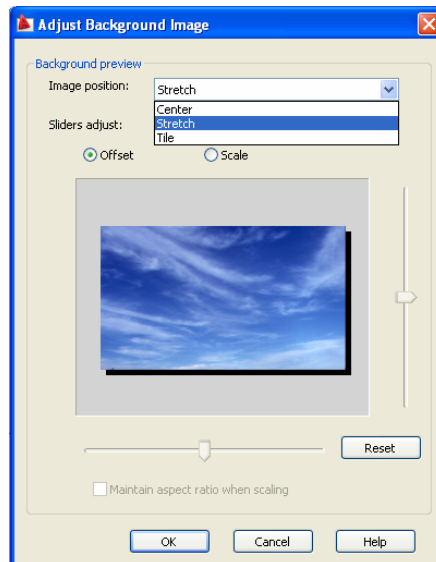 Adjust Background Image
Background preview
Image position:
Stretch
Center
Stretch
Tile
Sliders adjust:
Offset Scale
Reset
Maintain aspect ratio when scaling
OK Cancel Help